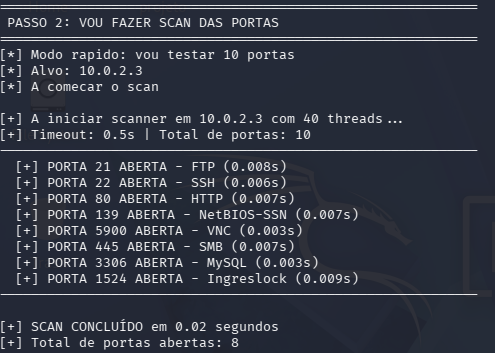 PASSO 2: VOU FAZER SCAN DAS PORTAS
[*] Modo rapido: vou testar 10 portas
[*] Alvo: 10.0.2.3
[*] A comecar o scan
[+] A iniciar scanner em 10.0.2.3 com 40 threads...
[+] Timeout: 0.5s | Total de portas: 10
[+] PORTA 21 ABERTA - FTP (0.008s)
[+] PORTA 22 ABERTA - SSH (0.006s)
[+] PORTA 80 ABERTA - HTTP (0.007s)
[+] PORTA 139 ABERTA - NetBIOS-SSN (0.007s)
[+] PORTA 5900 ABERTA - VNC (0.003s)
[+] PORTA 445 ABERTA - SMB (0.007s)
[+] PORTA 3306 ABERTA - MySQL (0.003s)
[+] PORTA 1524 ABERTA - Ingreslock (0.009s)
[+] SCAN CONCLUÍDO em 0.02 segundos
[+] Total de portas abertas: 8